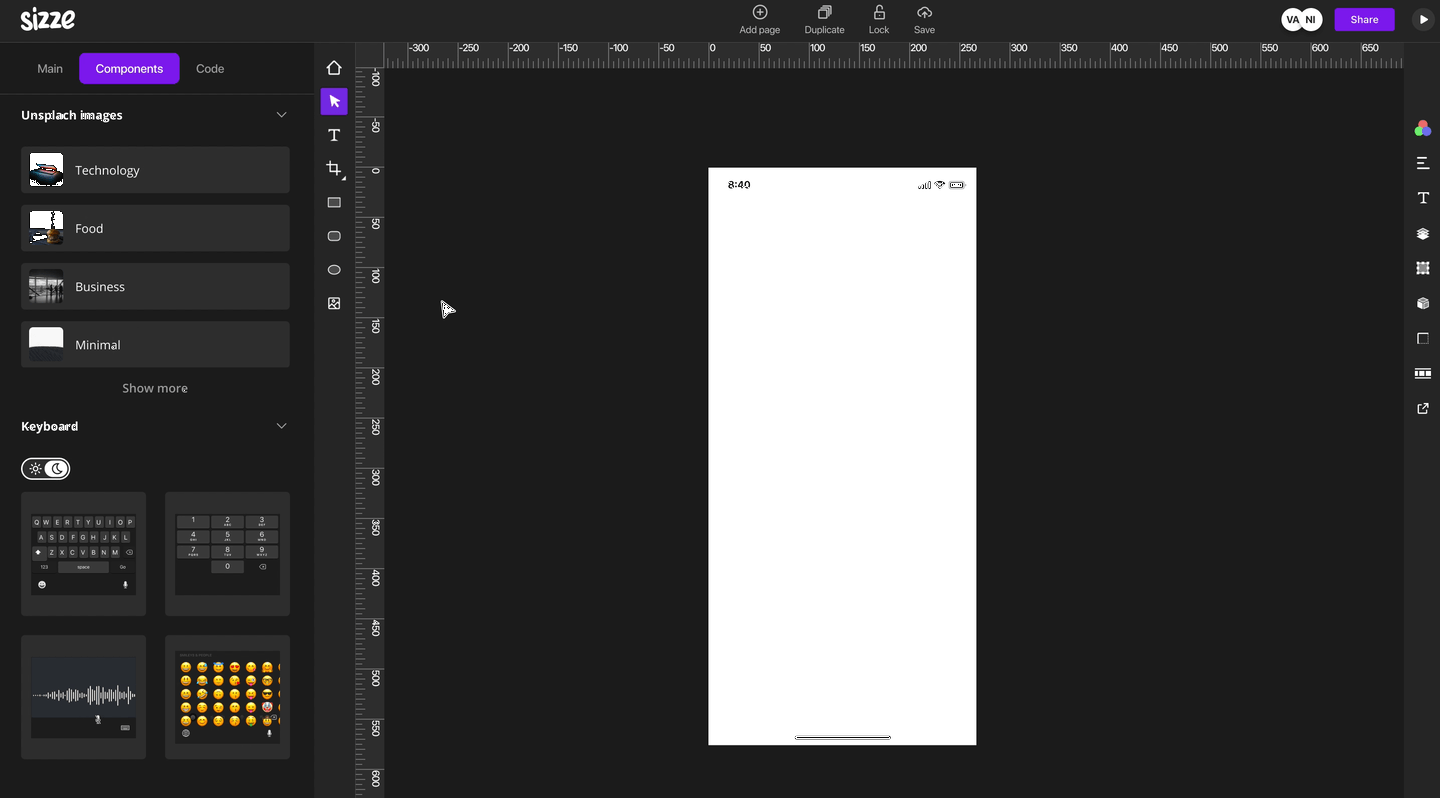 sizze
Add page
Duplicate
Lock
Save
VA
NI
Share
Main
Components
Code
-300 -250 -200 -150 -100 -50 0 50 100 150 200 250 300 350 400 450 500 550 600 650
-100
-50
0
50
100
150
200
250
300
350
400
450
500
550
600
Unsplach images
Technology
Food
Business
Minimal
Show more
Keyboard
Q W E R T Y U I O P
A S D F G H J K L
Z X C V B N M
123 space Go
1 2 3
4 5 6
7 8 9
0
8:40